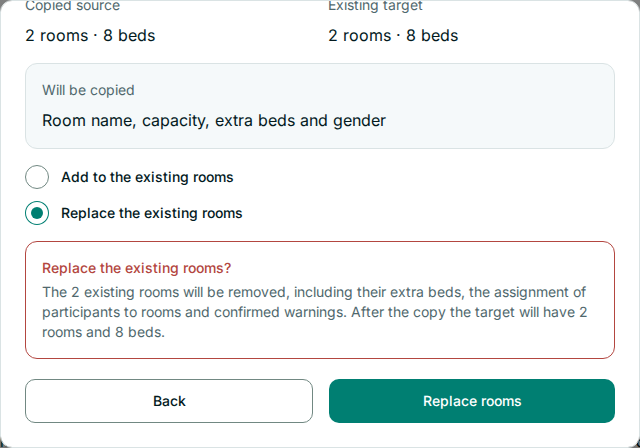 Copied source
Existing target
2 rooms · 8 beds
2 rooms · 8 beds
Will be copied
Room name, capacity, extra beds and gender
Add to the existing rooms
Replace the existing rooms
Replace the existing rooms?
The 2 existing rooms will be removed, including their extra beds, the assignment of
participants to rooms and confirmed warnings. After the copy the target will have 2
rooms and 8 beds.
Back
Replace rooms